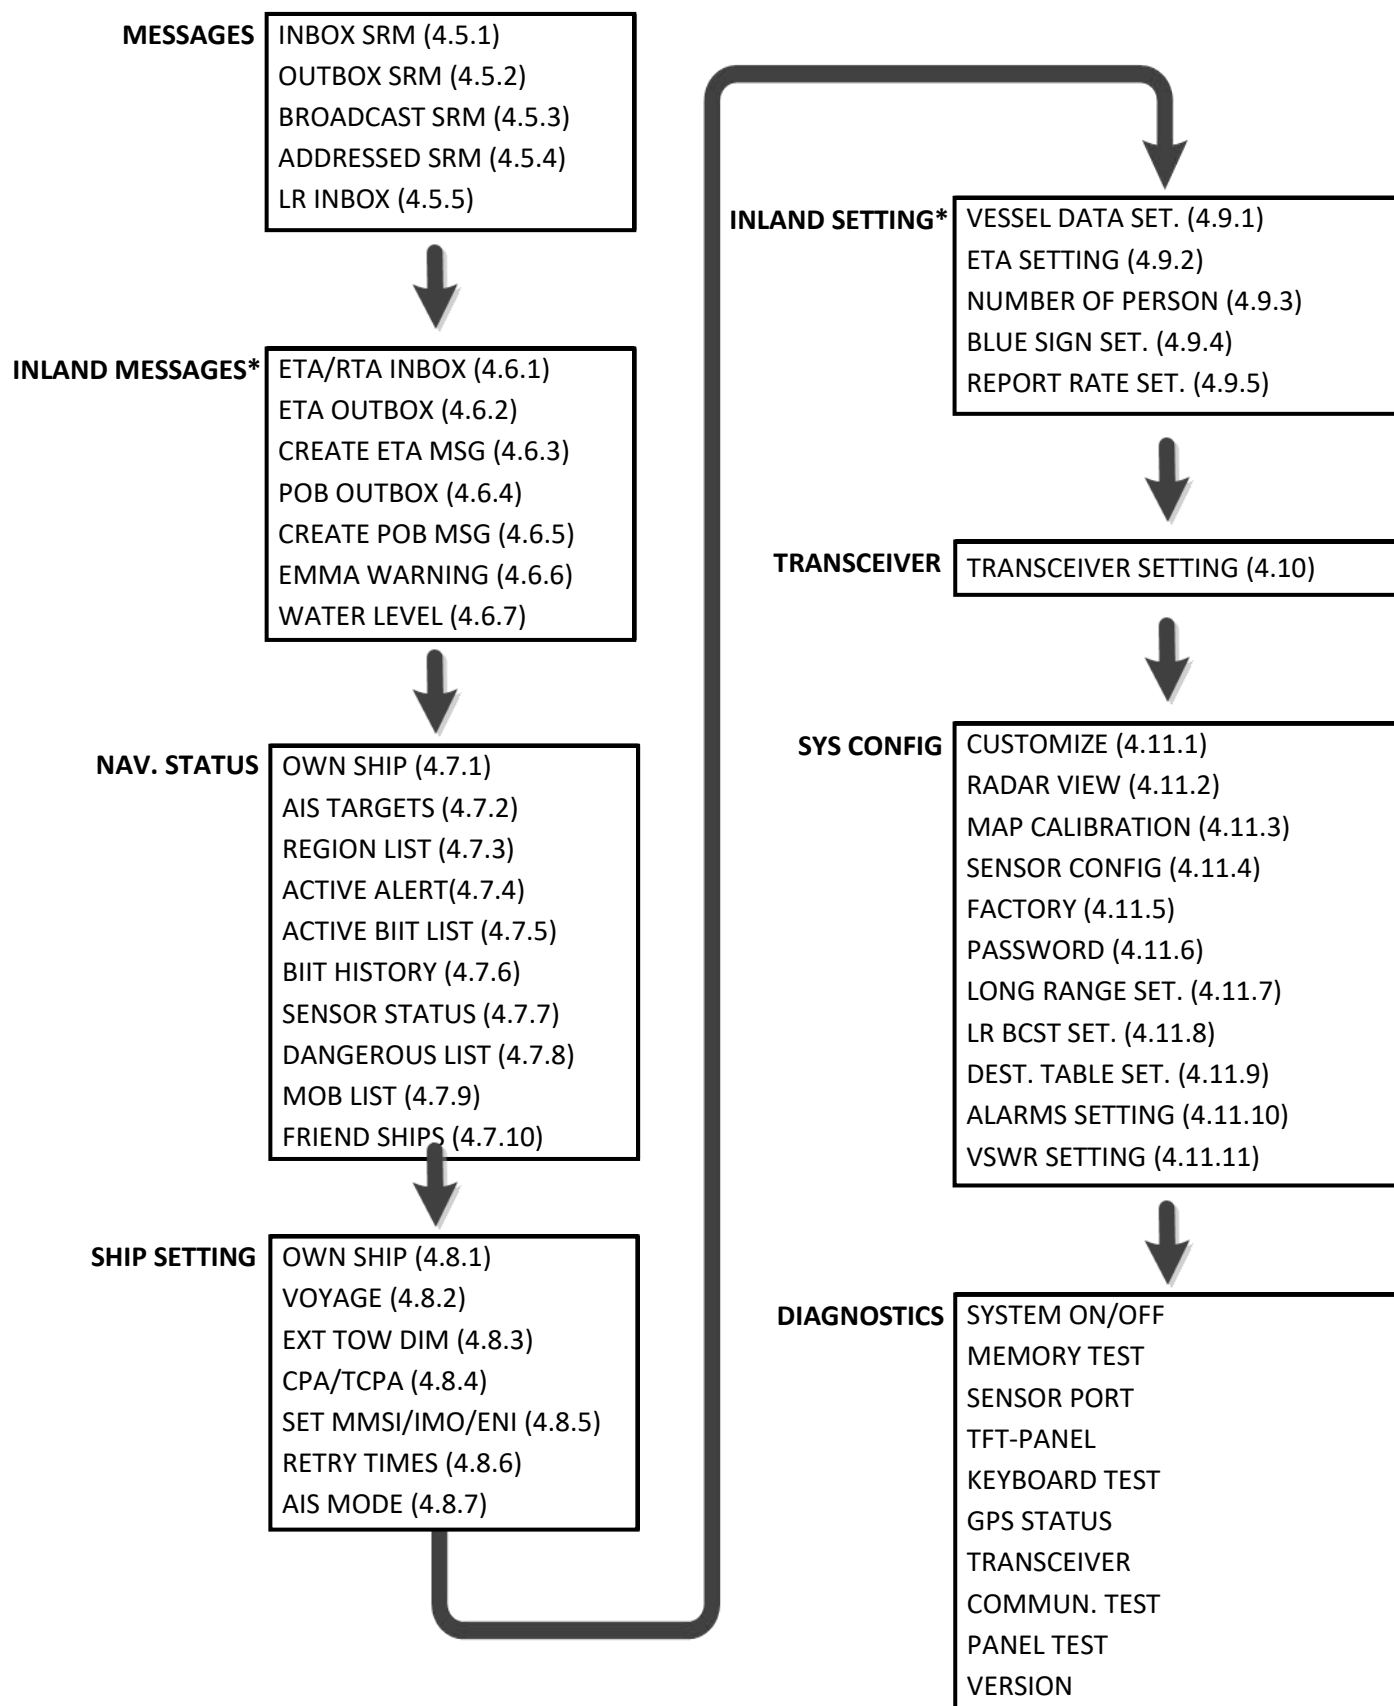 MESSAGES
INBOX SRM (4.5.1)
OUTBOX SRM (4.5.2)
BROADCAST SRM (4.5.3)
ADDRESSED SRM (4.5.4)
LR INBOX (4.5.5)
INLAND MESSAGES*
ETA/RTA INBOX (4.6.1)
ETA OUTBOX (4.6.2)
CREATE ETA MSG (4.6.3)
POB OUTBOX (4.6.4)
CREATE POB MSG (4.6.5)
EMMA WARNING (4.6.6)
WATER LEVEL (4.6.7)
NAV. STATUS
OWN SHIP (4.7.1)
AIS TARGETS (4.7.2)
REGION LIST (4.7.3)
ACTIVE ALERT(4.7.4)
ACTIVE BIIT LIST (4.7.5)
BIIT HISTORY (4.7.6)
SENSOR STATUS (4.7.7)
DANGEROUS LIST (4.7.8)
MOB LIST (4.7.9)
FRIEND SHIPS (4.7.10)
SHIP SETTING
OWN SHIP (4.8.1)
VOYAGE (4.8.2)
EXT TOW DIM (4.8.3)
CPA/TCPA (4.8.4)
SET MMSI/IMO/ENI (4.8.5)
RETRY TIMES (4.8.6)
AIS MODE (4.8.7)
INLAND SETTING*
VESSEL DATA SET. (4.9.1)
ETA SETTING (4.9.2)
NUMBER OF PERSON (4.9.3)
BLUE SIGN SET. (4.9.4)
REPORT RATE SET. (4.9.5)
TRANSCEIVER
TRANSCEIVER SETTING (4.10)
SYS CONFIG
CUSTOMIZE (4.11.1)
RADAR VIEW (4.11.2)
MAP CALIBRATION (4.11.3)
SENSOR CONFIG (4.11.4)
FACTORY (4.11.5)
PASSWORD (4.11.6)
LONG RANGE SET. (4.11.7)
LR BCST SET. (4.11.8)
DEST. TABLE SET. (4.11.9)
ALARMS SETTING (4.11.10)
VSWR SETTING (4.11.11)
DIAGNOSTICS
SYSTEM ON/OFF
MEMORY TEST
SENSOR PORT
TFT-PANEL
KEYBOARD TEST
GPS STATUS
TRANSCEIVER
COMMUN. TEST
PANEL TEST
VERSION